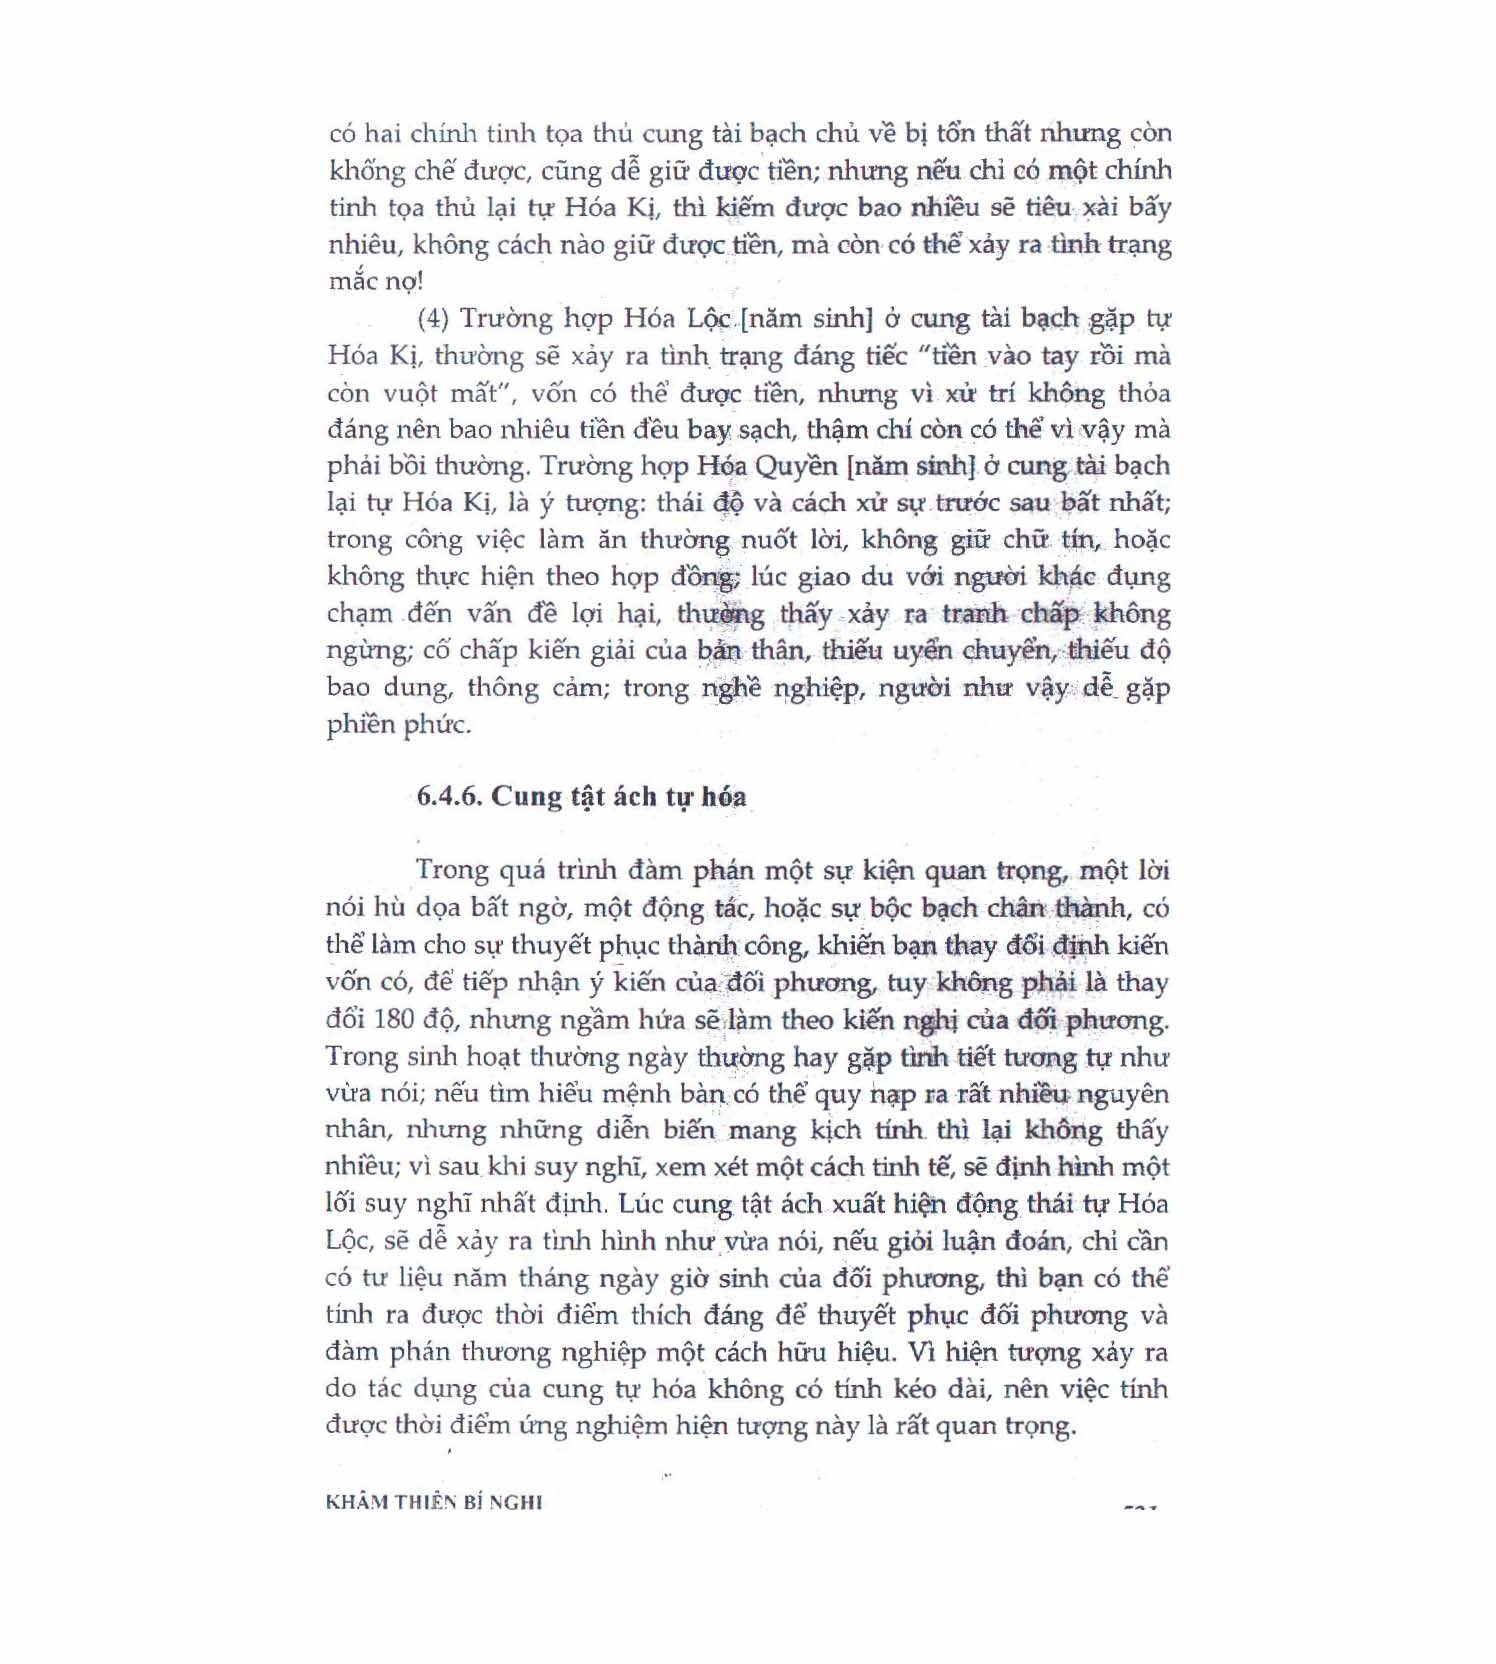 có hai chính tinh tọa thủ cung tài bạch chủ về bị tổn thất nhưng còn
khống chế được, cũng dễ giữ được tiền; nhưng nếu chỉ có một chính
tinh tọa thủ lại tự Hóa Kị, thì kiếm được bao nhiều sẽ tiêu xài bấy
nhiêu, không cách nào giữ được tiền, mà còn có thể xảy ra tình trạng
mắc nợ!
(4) Trường hợp Hóa Lộc [năm sinh] ở cung tài bạch gặp tự
Hóa Kị, thường sẽ xảy ra tình trạng đáng tiếc "tiền vào tay rồi mà
còn vuột mất", vốn có thể được tiền, nhưng vì xử trí không thỏa
đáng nên bao nhiêu tiền đều bay sạch, thậm chí còn có thể vì vậy mà
phải bồi thường. Trường hợp Hóa Quyền [năm sinh] ở cung tài bạch
lại tự Hóa Kị, là ý tượng: thái độ và cách xử sự trước sau bất nhất;
trong công việc làm ăn thường nuốt lời, không giữ chữ tín, hoặc
không thực hiện theo hợp đồng; lúc giao du với người khác đụng
chạm đến vấn đề lợi hại, thường thấy xảy ra tranh chấp không
ngừng; cố chấp kiến giải của bản thân, thiếu uyển chuyển, thiếu độ
bao dung, thông cảm; trong nghề nghiệp, người như vậy dễ gặp
phiền phức.
6.4.6. Cung tật ách tự hóa
Trong quá trình đàm phán một sự kiện quan trọng, một lời
nói hù dọa bất ngờ, một động tác, hoặc sự bộc bạch chân thành, có
thể làm cho sự thuyết phục thành công, khiến bạn thay đổi định kiến
vốn có, để tiếp nhận ý kiến của đối phương, tuy không phải là thay
đổi 180 độ, nhưng ngầm hứa sẽ làm theo kiến nghị của đối phương.
Trong sinh hoạt thường ngày thường hay gặp tình tiết tương tự như
vừa nói; nếu tìm hiểu mệnh bàn có thể quy nạp ra rất nhiều nguyên
nhân, nhưng những diễn biến mang kịch tính thì lại không thấy
nhiều; vì sau khi suy nghĩ, xem xét một cách tinh tế, sẽ định hình một
lối suy nghĩ nhất định. Lúc cung tật ách xuất hiện động thái tự Hóa
Lộc, sẽ dễ xảy ra tình hình như vừa nói, nếu giỏi luận đoán, chỉ cần
có tư liệu năm tháng ngày giờ sinh của đối phương, thì bạn có thể
tính ra được thời điểm thích đáng để thuyết phục đối phương và
đàm phán thương nghiệp một cách hữu hiệu. Vì hiện tượng xảy ra
do tác dụng của cung tự hóa không có tính kéo dài, nên việc tính
được thời điểm ứng nghiệm hiện tượng này là rất quan trọng.
KHÂM THIÊN BÍ NGHI